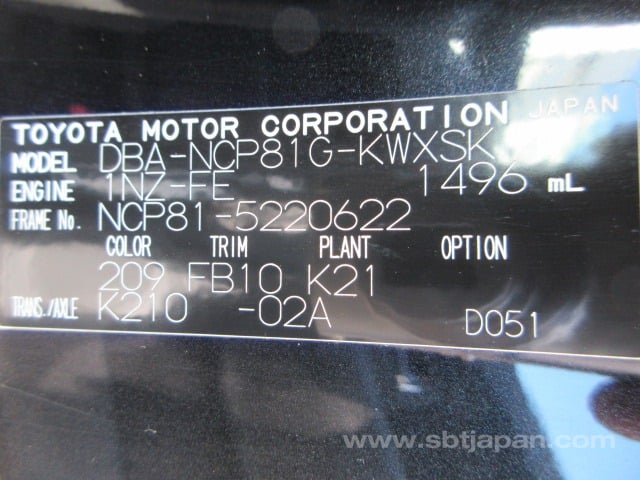 TOYOTA MOTOR CORPORATION JAPAN
MODEL DBA-NCP81G-KWXSK
ENGINE 1NZ-FE 1496 mL
FRAME No. NCP81-5220622
COLOR TRIM PLANT OPTION
209 FB10 K21
TRANS./AXLE K210 -02A D051
www.sbtjapan.com